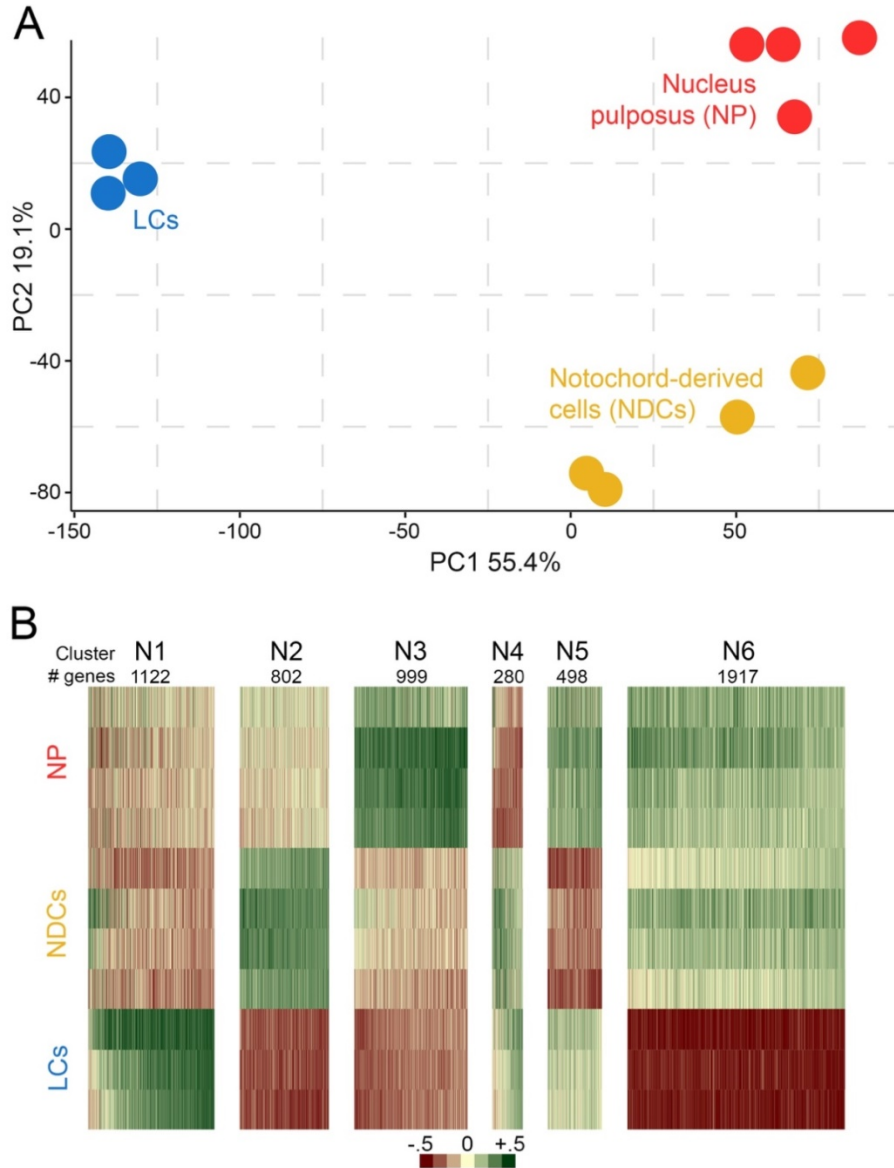 A
PC2 19.1%
40
0
-40
-80
Nucleus
pulposus (NP)
LCs
Notochord-derived
cells (NDCs)
-150
-100
-50
0
50
PC1 55.4%
B
Cluster N1 N2 N3 N4 N5 N6
# genes 1122 802 999 280 498 1917
NP
NDCs
LCs
-.5 0 +.5